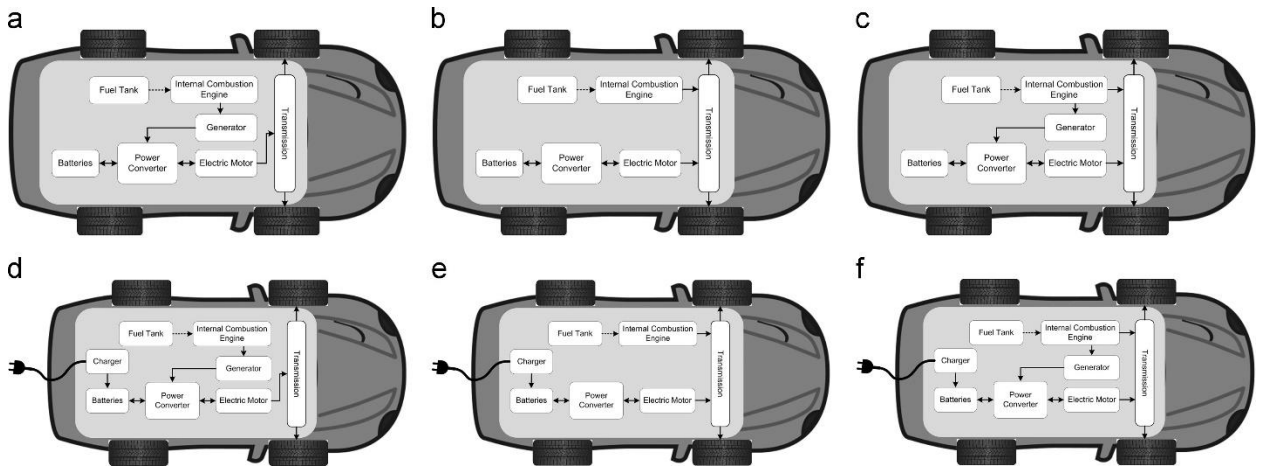 a
Fuel Tank
Internal Combustion
Engine
Generator
Batteries
Power
Converter
Electric Motor
Transmission
b
Fuel Tank
Internal Combustion
Engine
Batteries
Power
Converter
Electric Motor
Transmission
c
Fuel Tank
Internal Combustion
Engine
Generator
Batteries
Power
Converter
Electric Motor
Transmission
d
Fuel Tank
Internal Combustion
Engine
Charger
Generator
Batteries
Power
Converter
Electric Motor
Transmission
e
Fuel Tank
Internal Combustion
Engine
Charger
Batteries
Power
Converter
Electric Motor
Transmission
f
Fuel Tank
Internal Combustion
Engine
Charger
Generator
Batteries
Power
Converter
Electric Motor
Transmission